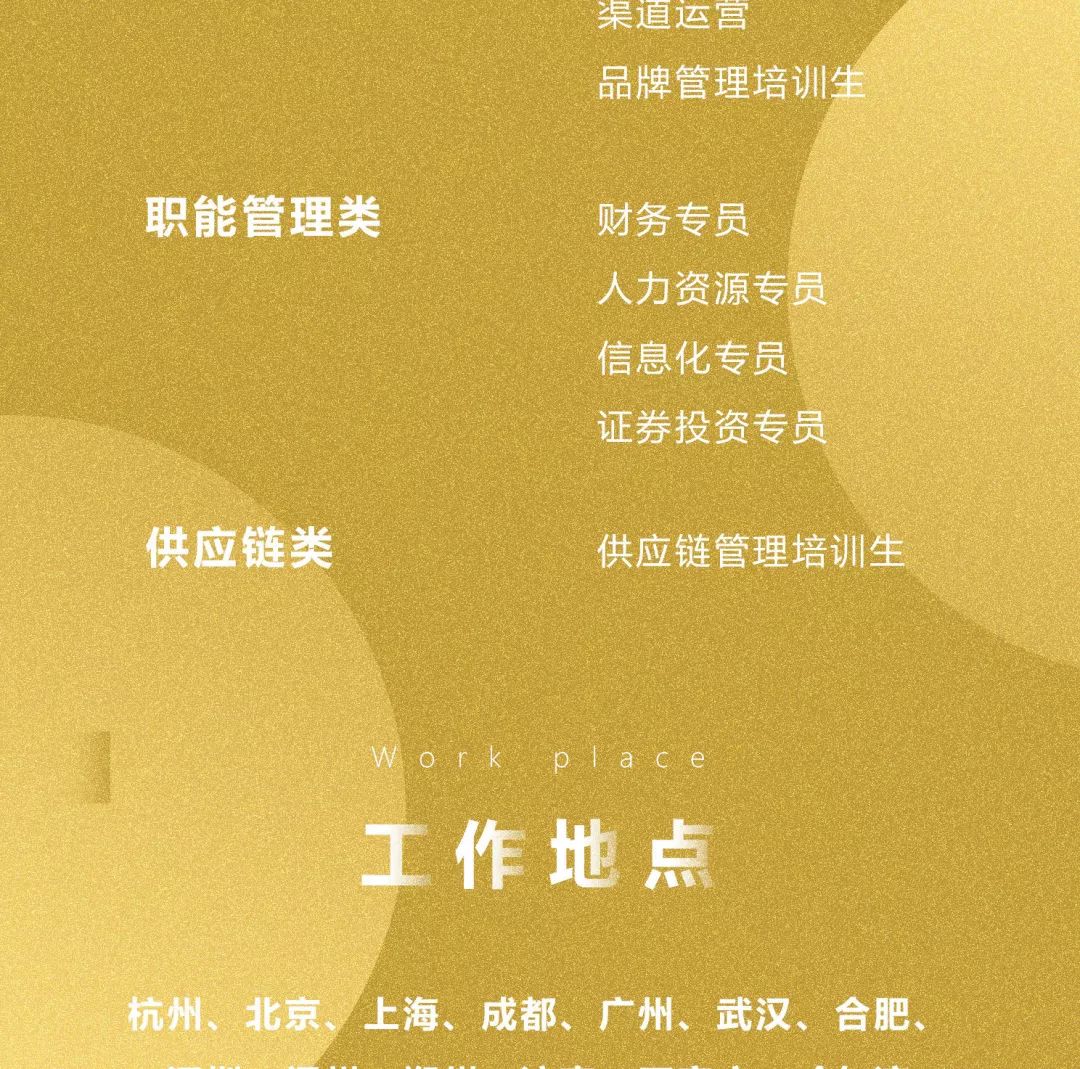 渠道运营
品牌管理培训生
职能管理类
财务专员
人力资源专员
信息化专员
证券投资专员
供应链类
供应链管理培训生
Work place
工作地点
杭州、北京、上海、成都、广州、武汉、合肥、